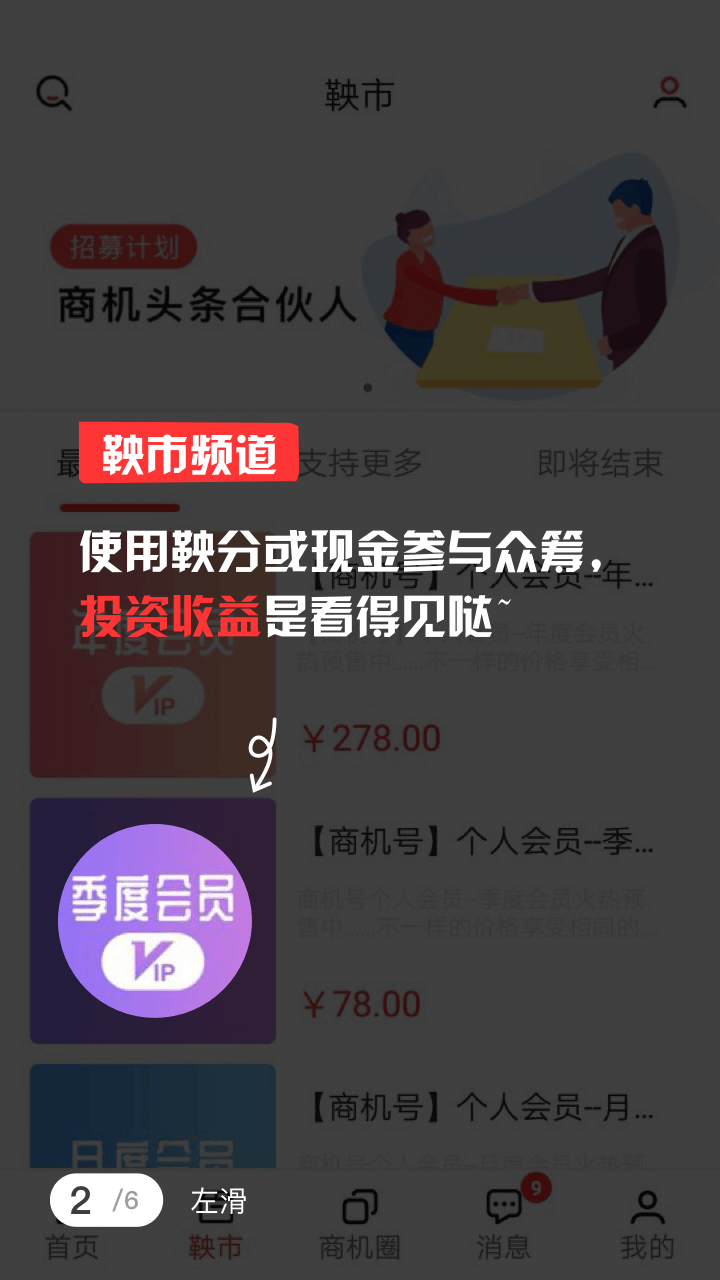 鞅市
招募计划
商机头条合伙人
最
支持更多
即将结束
鞅市频道
使用鞅分或现金参与众筹，
投资收益是看得见哒~
【商机号】个人会员--年...
年度会员
VIP
年度会员火
热预售中......不一样的价格享受相...
￥278.00
季度会员
VIP
【商机号】个人会员--季...
商机号个人会员--季度会员火热预
售中......不一样的价格享受相同的...
￥78.00
月度会员
【商机号】个人会员--月...
商机号个人会员--月度会员火热预
2/6
左滑
9
首页
鞅市
商机圈
消息
我的